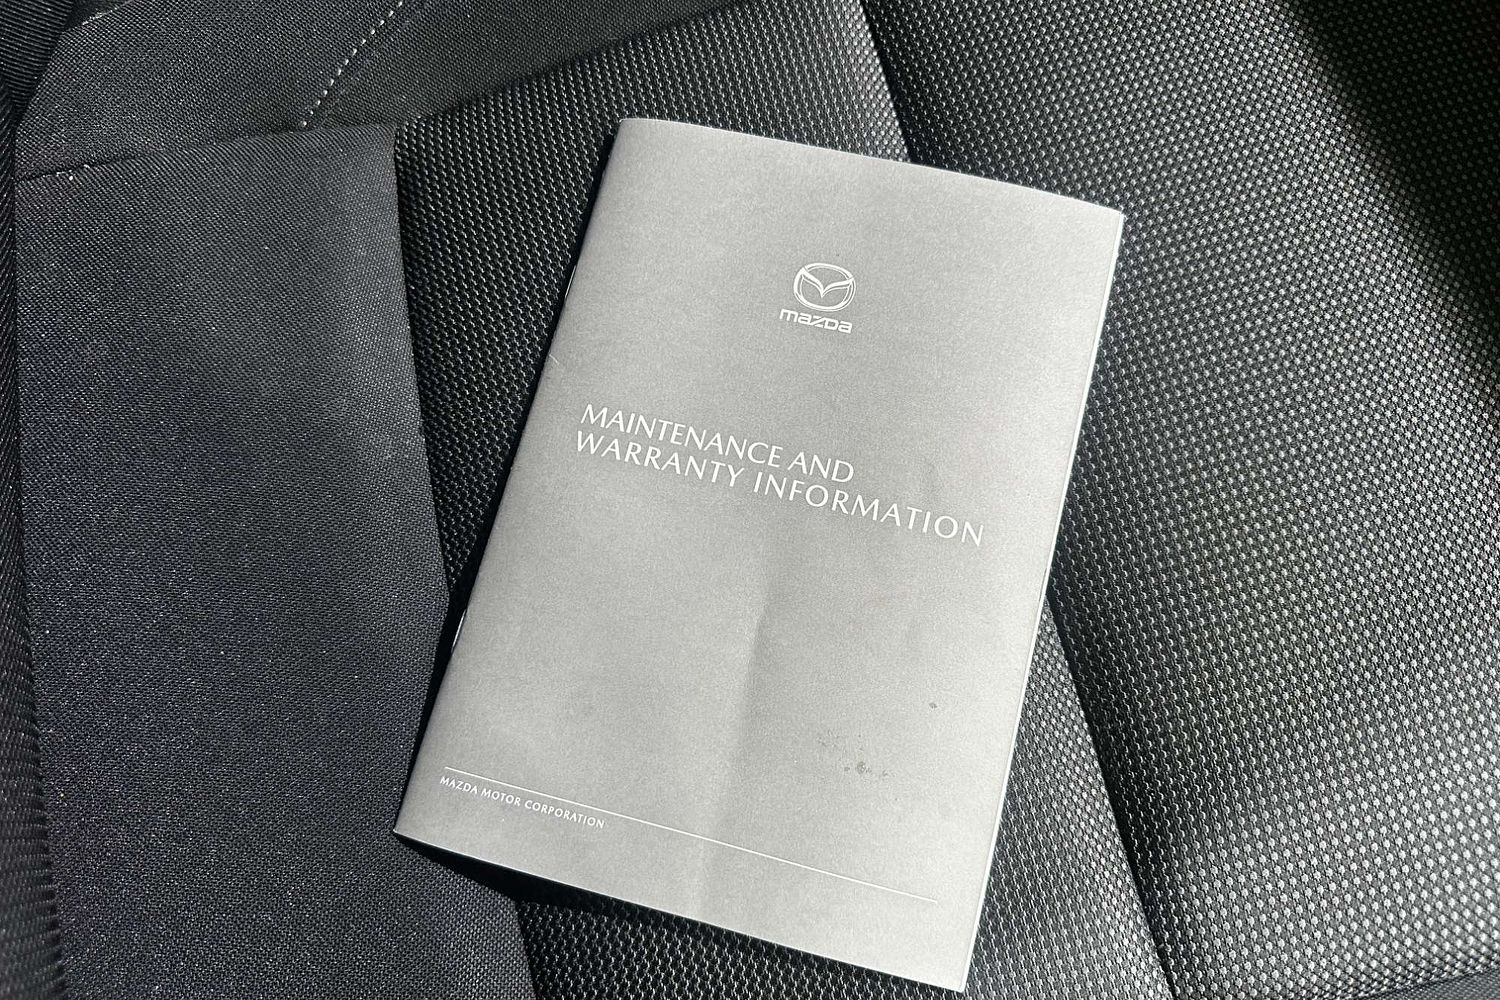 mazda
MAINTENANCE AND
WARRANTY INFORMATION
MAZDA MOTOR CORPORATION